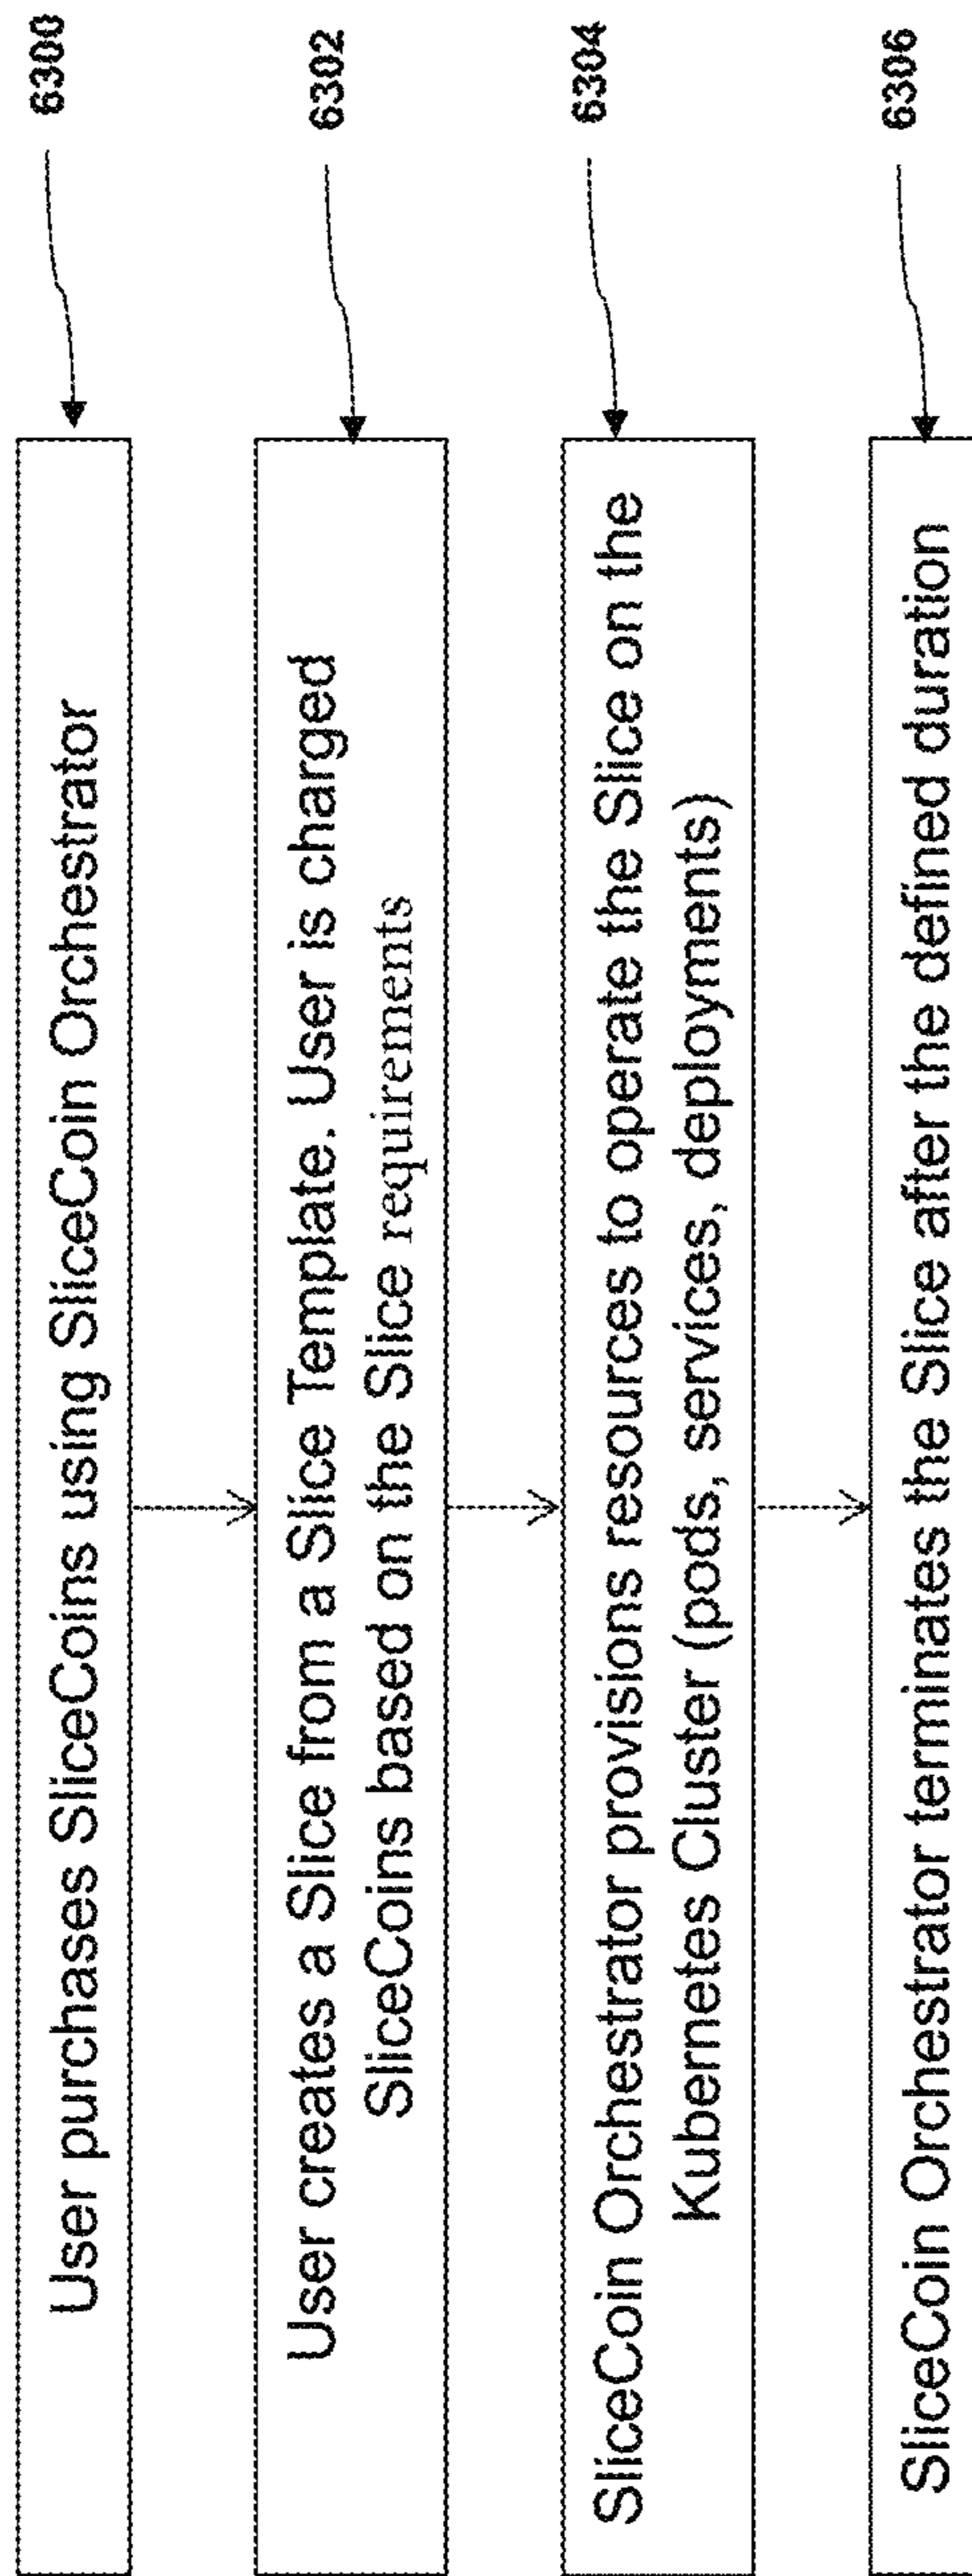 User purchases SliceCoins using SliceCoin Orchestrator
6300
User creates a Slice from a Slice Template. User is charged
SliceCoins based on the Slice requirements
6302
SliceCoin Orchestrator provisions resources to operate the Slice on the
Kubernetes Cluster (pods, services, deployments)
6304
SliceCoin Orchestrator terminates the Slice after the defined duration
6306